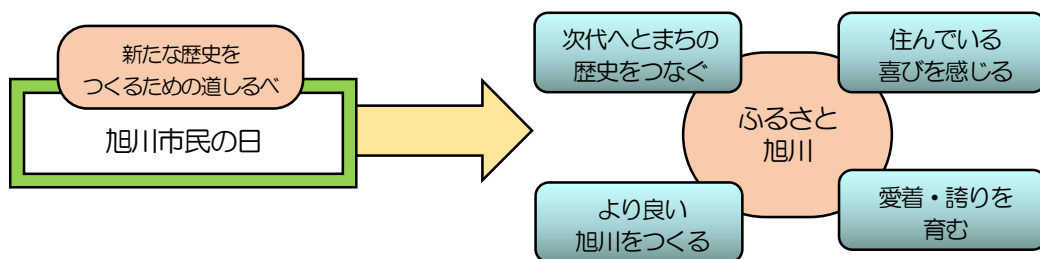 新たな歴史を
つくるための道しるべ
旭川市民の日
次代へとまちの
歴史をつなぐ
住んでいる
喜びを感じる
ふるさと
旭川
より良い
旭川をつくる
愛着・誇りを
育む